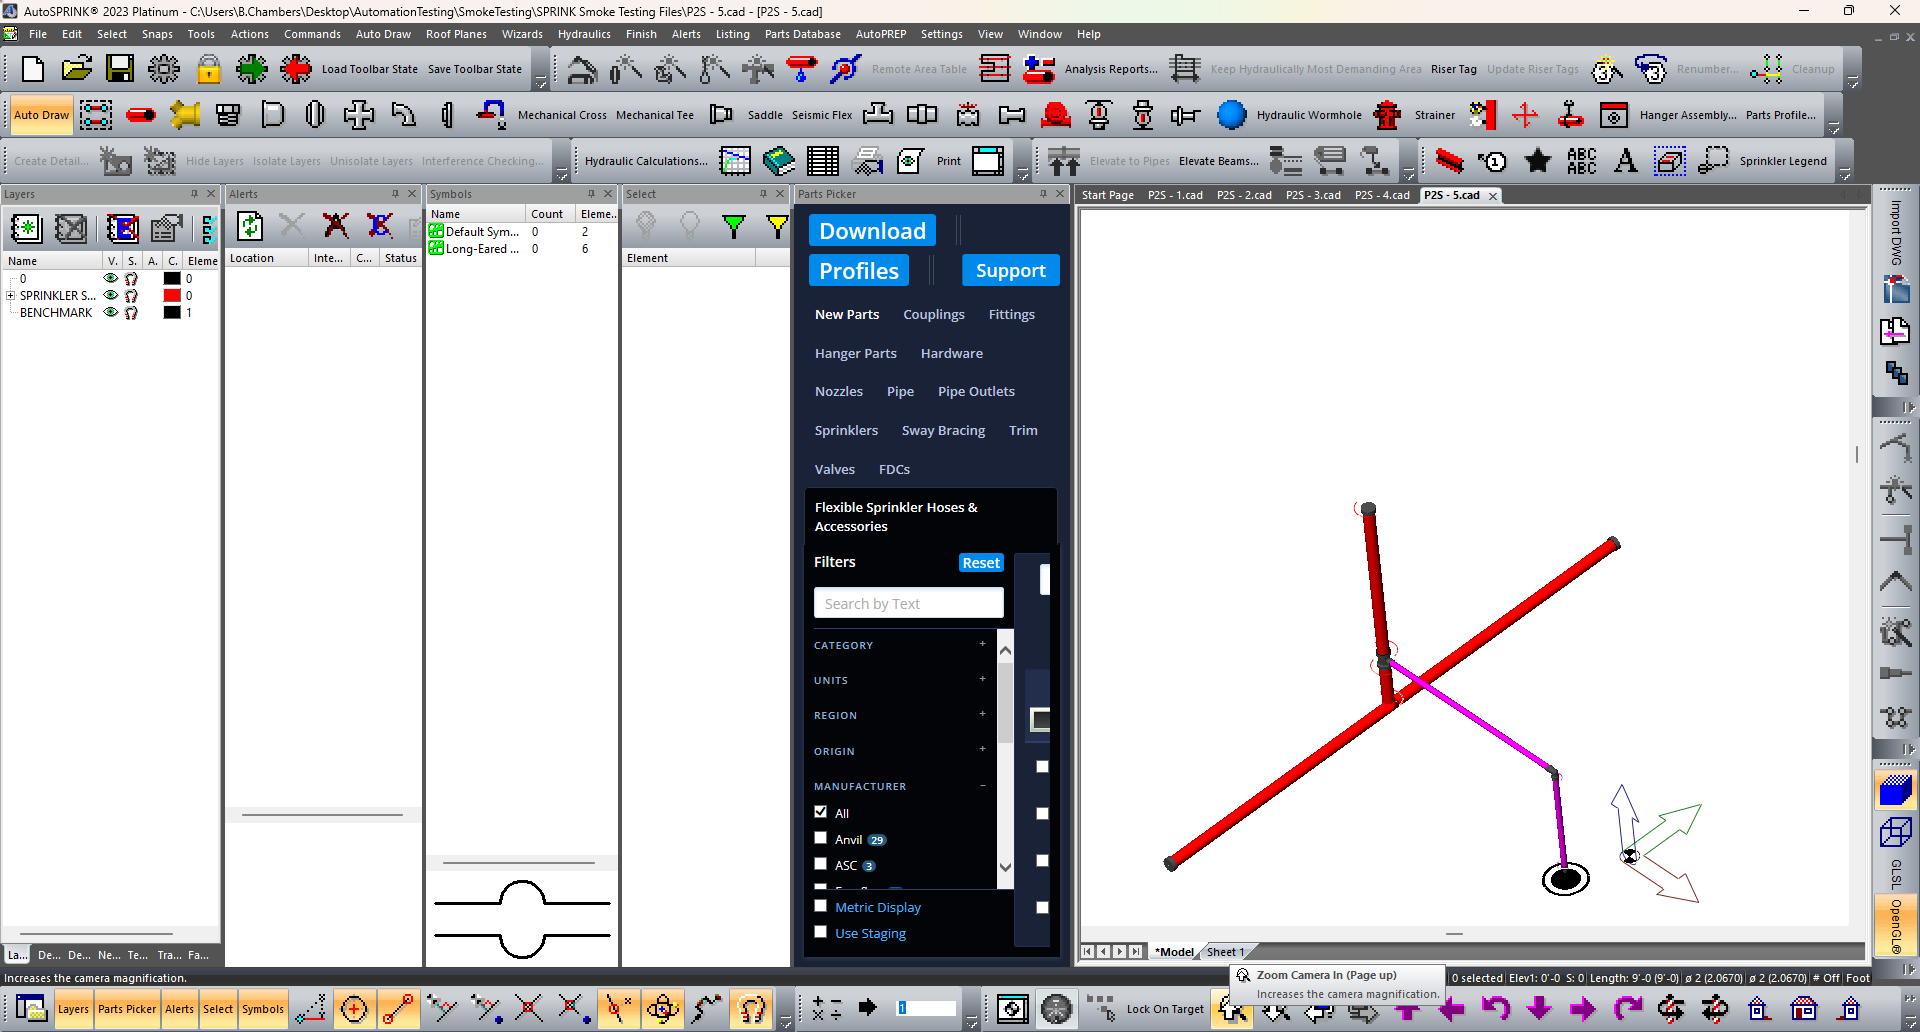 AutoSPRINK® 2023 Platinum - C:\Users\B.Chambers\Desktop\AutomationTesting\SmokeTesting\SPRINK Smoke Testing Files\P2S - 5.cad - [P2S - 5.cad]
File Edit Select Snaps Tools Actions Commands Auto Draw Roof Planes Wizards Hydraulics Finish Alerts Listing Parts Database AutoPREP Settings View Window Help
Load Toolbar State Save Toolbar State Remote Area Table Analysis Reports... Keep Hydraulically Most Demanding Area Riser Tag Update Riser Tags Renumber... Cleanup
Auto Draw Mechanical Cross Mechanical Tee Saddle Seismic Flex Hydraulic Wormhole Strainer Hanger Assembly... Parts Profile...
Create Detail... Hide Layers Isolate Layers Unisolate Layers Interference Checking... Hydraulic Calculations... Print Elevate to Pipes Elevate Beams... ABC ABC A Sprinkler Legend
Layers
Name V. S. A. C. Eleme
0 0
SPRINKLER S... 0
BENCHMARK 1
La... De... De... Ne... Te... Tra... Fa...
Alerts
Location Inte... C... Status
Symbols
Name Count Eleme...
Default Sym... 0 2
Long-Eared ... 0 6
Select
Element
Parts Picker
Download
Profiles Support
New Parts Couplings Fittings
Hanger Parts Hardware
Nozzles Pipe Pipe Outlets
Sprinklers Sway Bracing Trim
Valves FDCs
Flexible Sprinkler Hoses &
Accessories
Filters Reset
Search by Text
CATEGORY +
UNITS +
REGION +
ORIGIN +
MANUFACTURER −
All
Anvil 29
ASC 3
Metric Display
Use Staging
Start Page P2S - 1.cad P2S - 2.cad P2S - 3.cad P2S - 4.cad P2S - 5.cad
*Model Sheet 1
Import DWG
GLSL
OpenGL®
Zoom Camera In (Page up)
Increases the camera magnification.
Increases the camera magnification.
0 selected Elev1: 0'-0 S: 0 Length: 9'-0 (9'-0) ø 2 (2.0670) ø 2 (2.0670) # Off Foot
Layers Parts Picker Alerts Select Symbols 1 Lock On Target